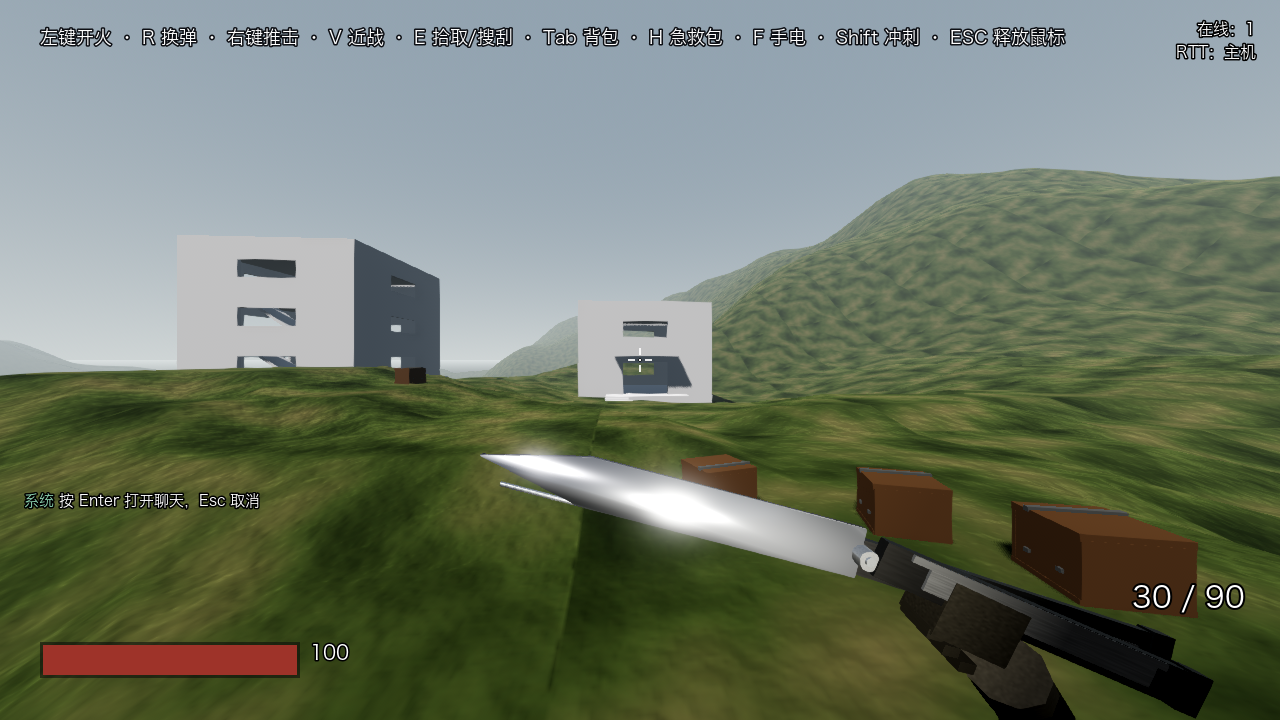 左键开火 · R 换弹 · 右键推击 · V 近战 · E 拾取/搜刮 · Tab 背包 · H 急救包 · F 手电 · Shift 冲刺 · ESC 释放鼠标
在线: 1
RTT: 主机
系统 按 Enter 打开聊天，Esc 取消
30 / 90
100